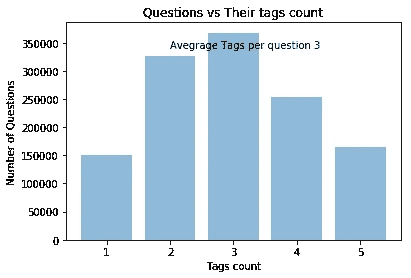 Questions vs Their tags count
Avegrage Tags per question 3
350000
300000
250000
200000
150000
100000
50000
0
Number of Questions
1 2 3 4 5
Tags count